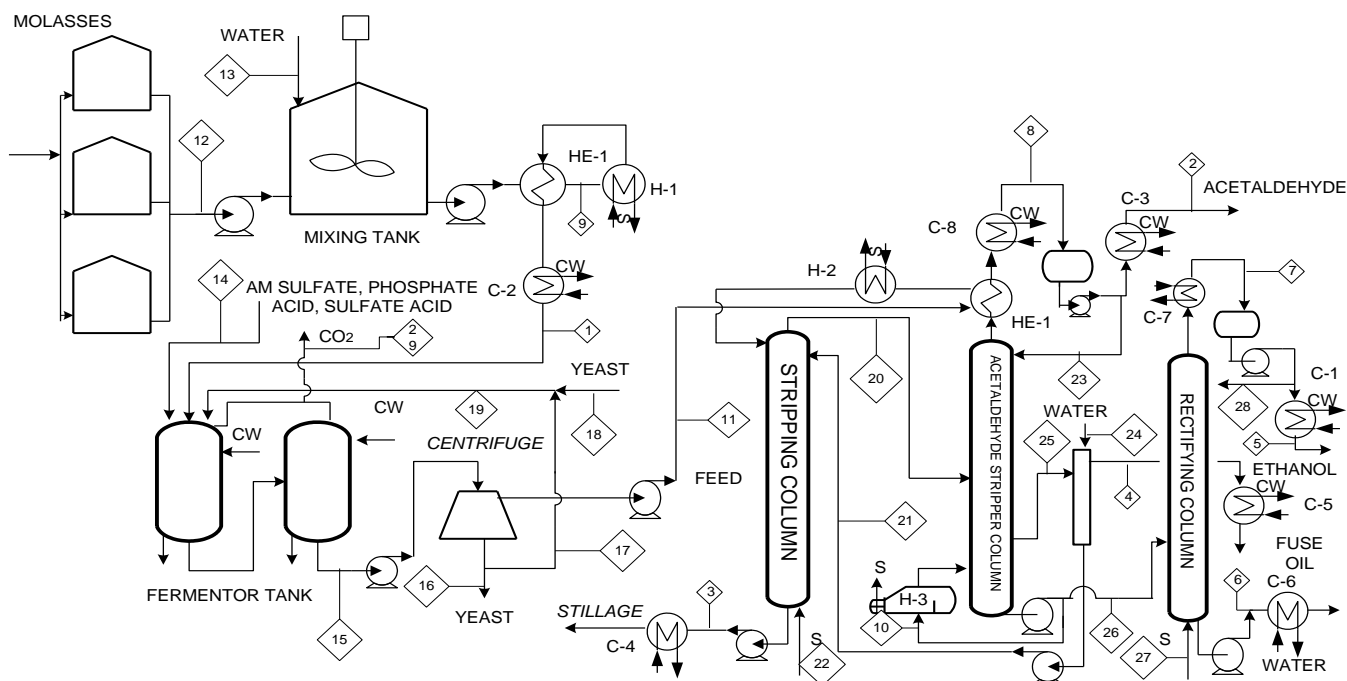 MOLASSES
WATER
13
12
HE-1
H-1
S
9
MIXING TANK
14
AM SULFATE, PHOSPHATE
ACID, SULFATE ACID
C-2
CW
1
CO2
2
9
YEAST
19
18
CW
CW
CENTRIFUGE
FERMENTOR TANK
15
16
YEAST
17
11
FEED
8
C-8
CW
C-3
CW
2
ACETALDEHYDE
H-2
S
HE-1
C-7
7
20
23
28
C-1
CW
5
ETHANOL
WATER
24
25
4
CW
C-5
STRIPPING COLUMN
ACETALDEHYDE STRIPPER COLUMN
RECTIFYING COLUMN
21
S
H-3
10
STILLAGE
3
C-4
S
22
26
S
27
FUSE
OIL
6
C-6
WATER